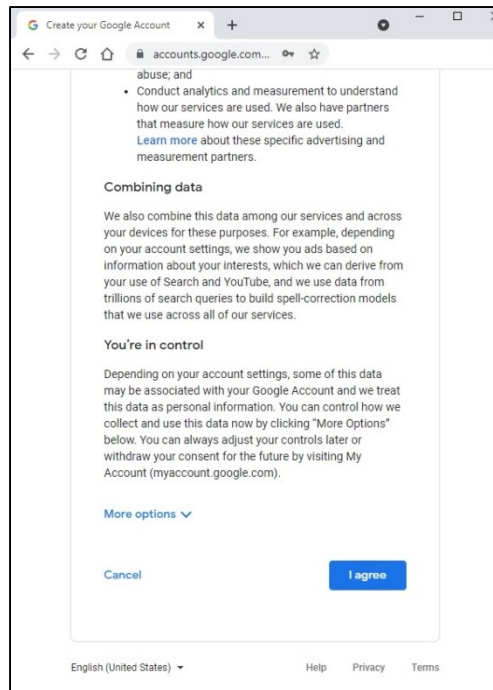 Create your Google Account
accounts.google.com...
abuse; and
• Conduct analytics and measurement to understand
how our services are used. We also have partners
that measure how our services are used.
Learn more about these specific advertising and
measurement partners.
Combining data
We also combine this data among our services and across
your devices for these purposes. For example, depending
on your account settings, we show you ads based on
information about your interests, which we can derive from
your use of Search and YouTube, and we use data from
trillions of search queries to build spell-correction models
that we use across all of our services.
You're in control
Depending on your account settings, some of this data
may be associated with your Google Account and we treat
this data as personal information. You can control how we
collect and use this data now by clicking “More Options”
below. You can always adjust your controls later or
withdraw your consent for the future by visiting My
Account (myaccount.google.com).
More options
Cancel
I agree
English (United States)
Help
Privacy
Terms